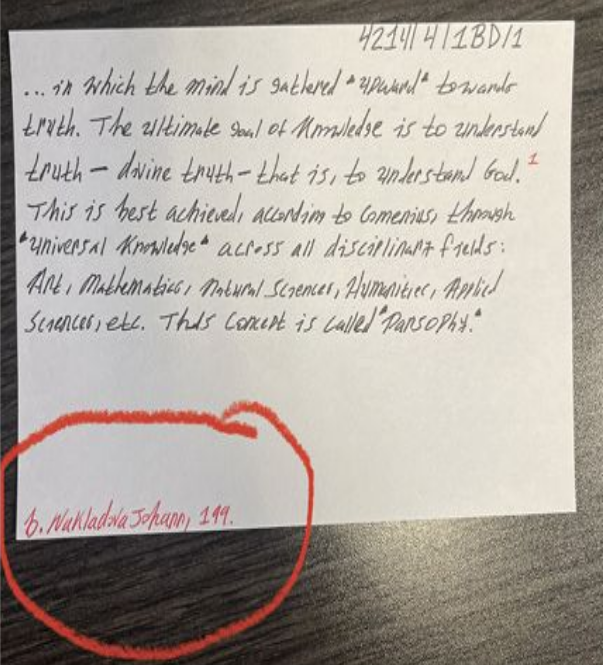 4214/4/1BD/1
... in which the mind is gathered "upward" towards
truth. The ultimate goal of Knowledge is to understand
truth — divine truth — that is, to understand God. 1
This is best achieved, according to Comenius, through
"universal Knowledge" across all disciplinary fields:
Art, Mathematics, Natural Sciences, Humanities, Applied
Sciences, etc. This concept is called "Pansophy."
b. Nakladova Johann, 199.